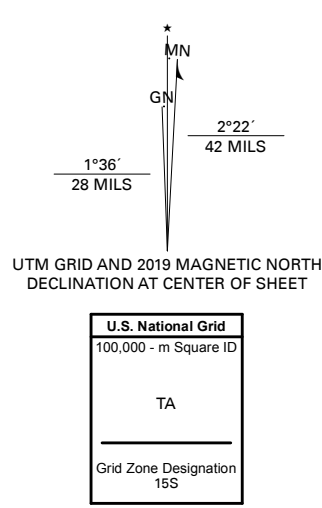 ★
MN
GN
2°22´
42 MILS
1°36´
28 MILS
UTM GRID AND 2019 MAGNETIC NORTH
DECLINATION AT CENTER OF SHEET
U.S. National Grid
100,000 - m Square ID
TA
Grid Zone Designation
15S